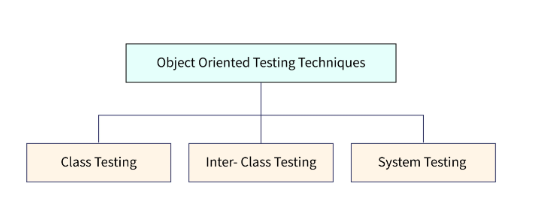 Object Oriented Testing Techniques
Class Testing
Inter- Class Testing
System Testing